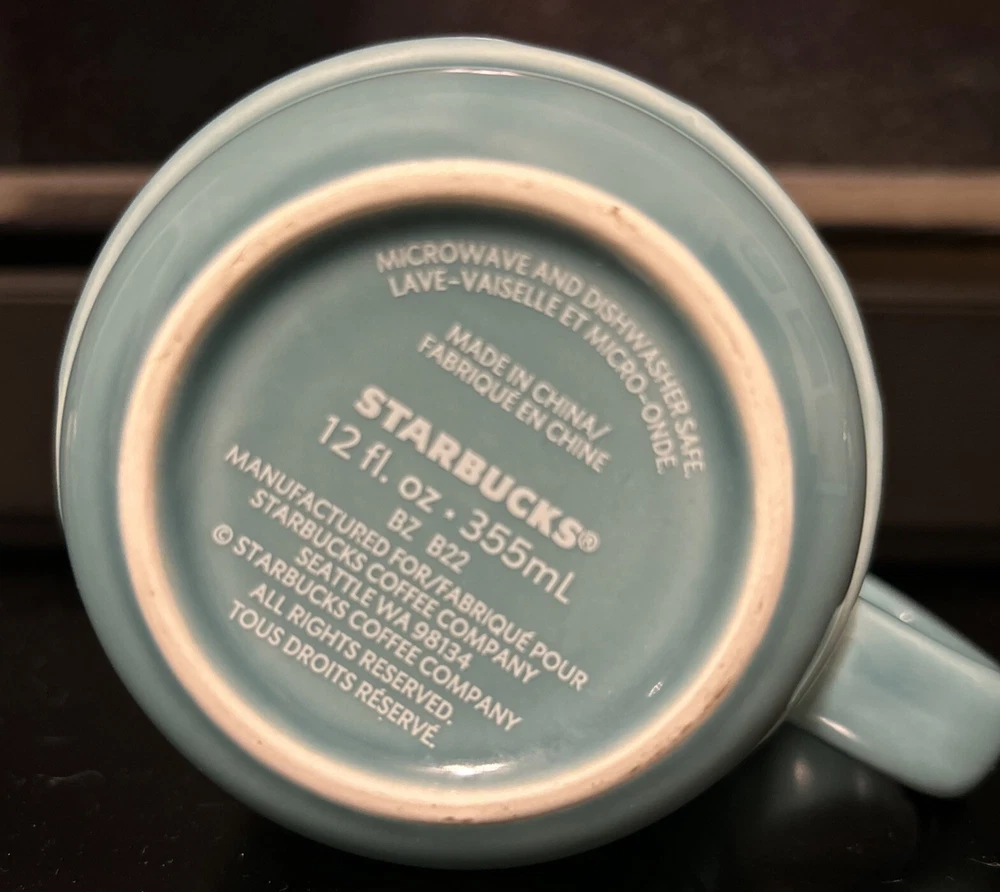 MICROWAVE AND DISHWASHER SAFE
LAVE-VAISELLE ET MICRO-ONDE.
MADE IN CHINA/
FABRIQUÉ EN CHINE
STARBUCKS®
12 fl. oz • 355mL
BZ B22
MANUFACTURED FOR/FABRIQUÉ POUR
STARBUCKS COFFEE COMPANY
SEATTLE WA 98134
© STARBUCKS COFFEE COMPANY
ALL RIGHTS RESERVED.
TOUS DROITS RÉSERVÉ.